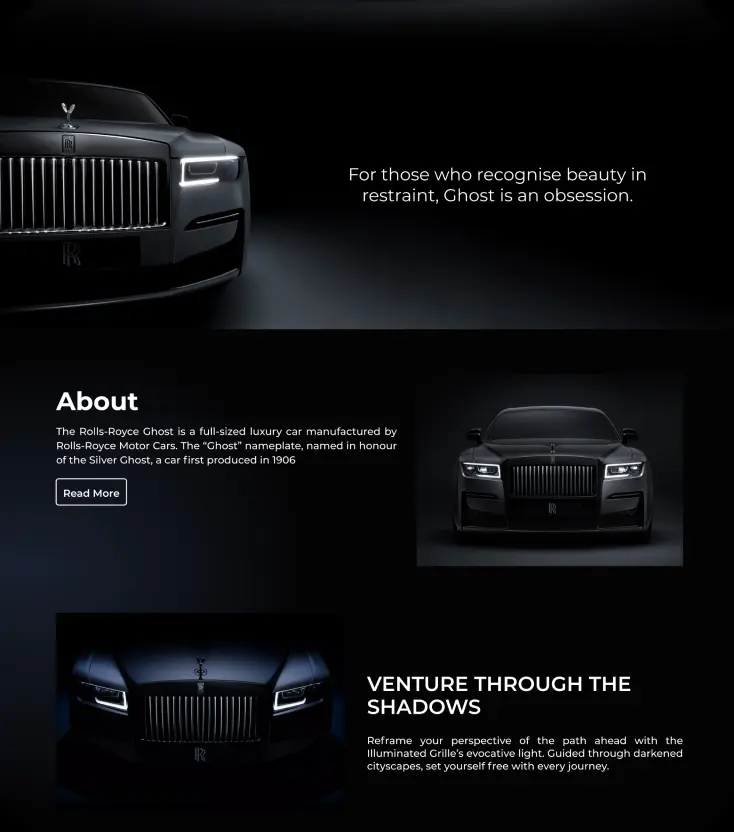 For those who recognise beauty in
restraint, Ghost is an obsession.
About
The Rolls-Royce Ghost is a full-sized luxury car manufactured by
Rolls-Royce Motor Cars. The “Ghost” nameplate, named in honour
of the Silver Ghost, a car first produced in 1906
Read More
VENTURE THROUGH THE
SHADOWS
Reframe your perspective of the path ahead with the
Illuminated Grille’s evocative light. Guided through darkened
cityscapes, set yourself free with every journey.